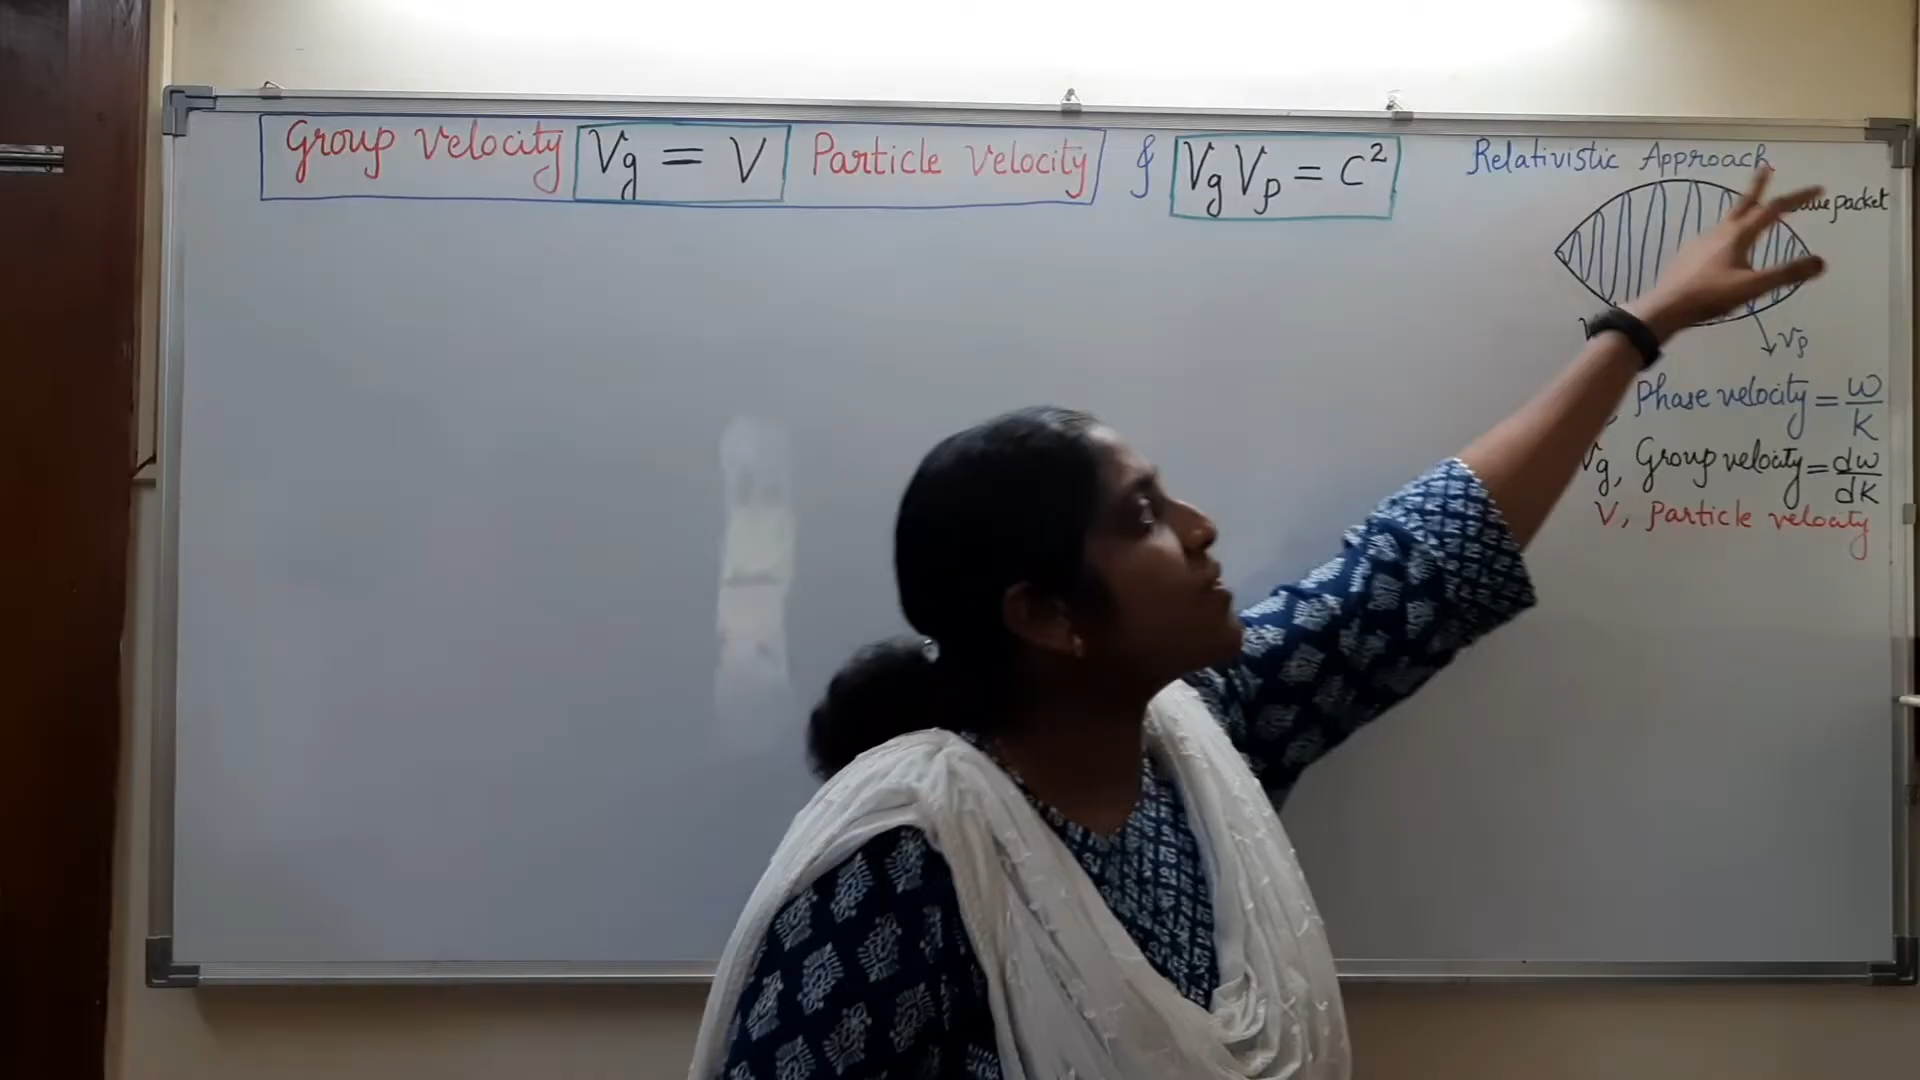 Group Velocity Vg = V Particle Velocity & VgVp = C²
Relativistic Approach
packet
Vp
Phase velocity = ω/K
Vg, Group velocity = dω/dK
V, Particle velocity